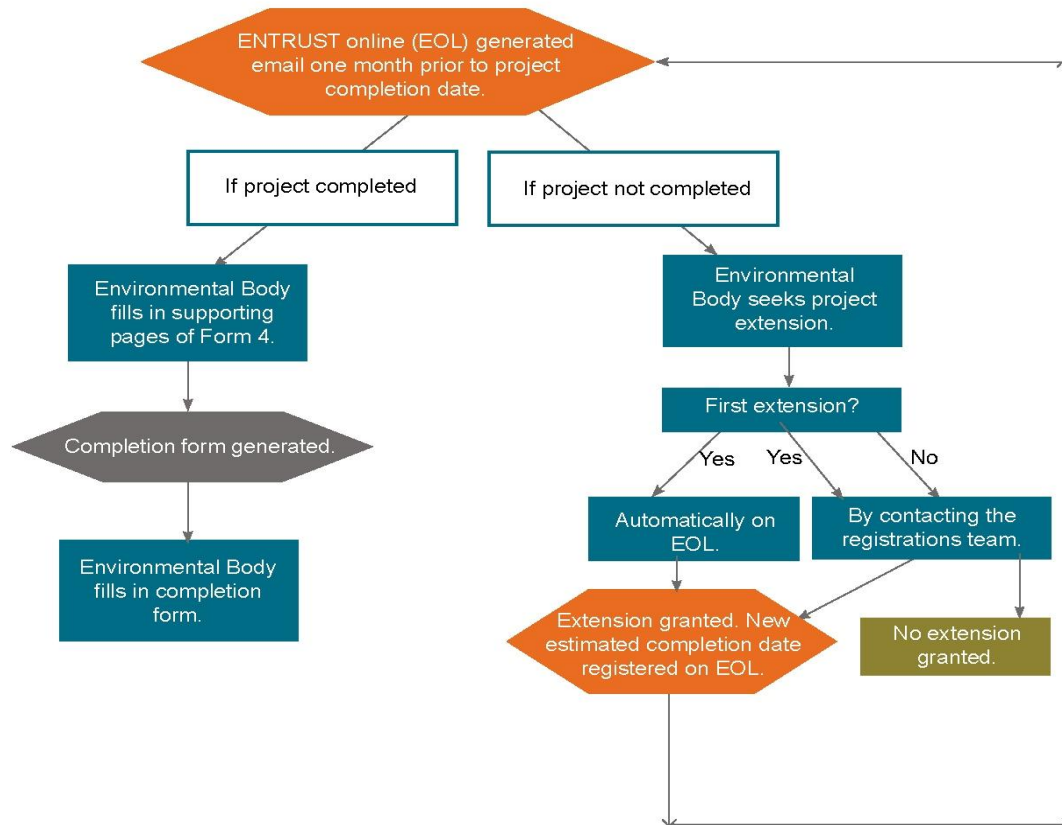 ENTRUST online (EOL) generated
email one month prior to project
completion date.
If project completed
If project not completed
Environmental Body
fills in supporting
pages of Form 4.
Environmental
Body seeks project
extension.
First extension?
Completion form generated.
Yes
Yes
No
Automatically on
EOL.
By contacting the
registrations team.
Environmental Body
fills in completion
form.
Extension granted. New
estimated completion date
registered on EOL.
No extension
granted.